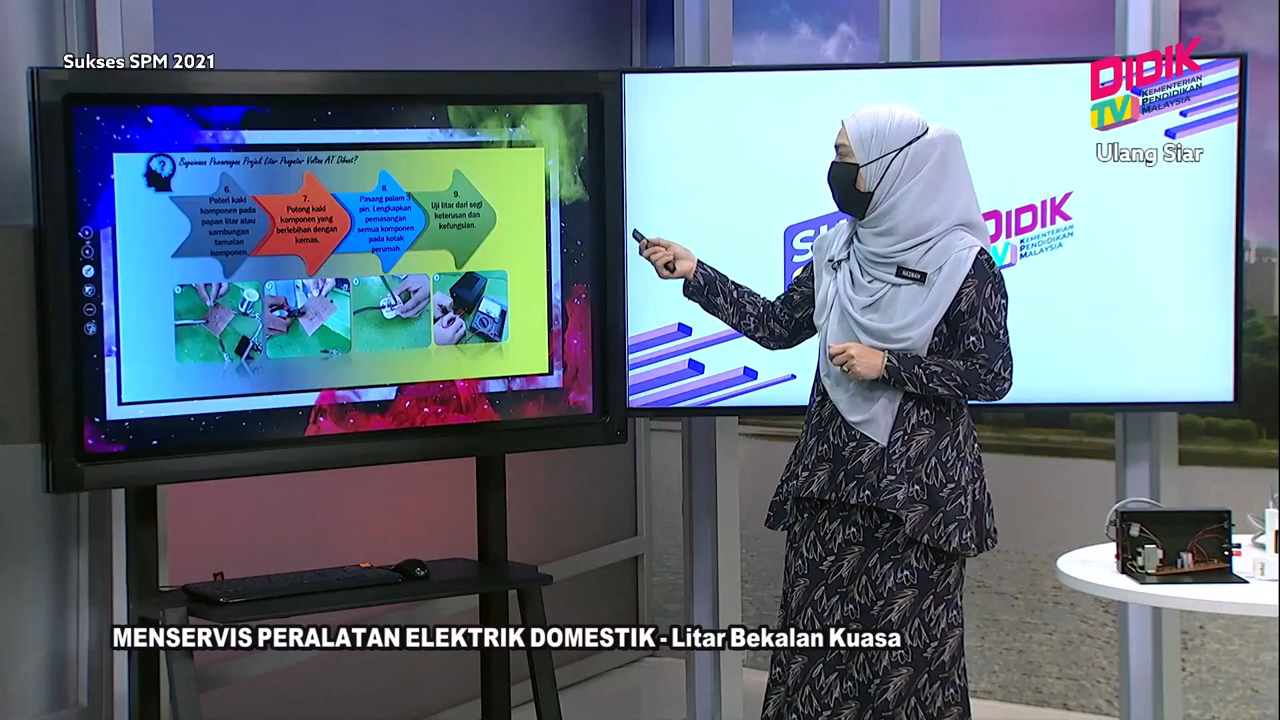 Sukses SPM 2021
DIDIK
TV
KEMENTERIAN
PENDIDIKAN
MALAYSIA
Ulang Siar
Bagaimana Pemasangan Projek Litar Pengatur Voltan AT Dibuat?
6.
Pateri kaki
komponen pada
papan litar atau
sambungan
tamatan
komponen.
7.
Potong kaki
komponen yang
berlebihan dengan
kemas.
8.
Pasang palam 3
pin. Lengkapkan
pemasangan
semua komponen
pada kotak
perumah.
9.
Uji litar dari segi
keterusan dan
kefungsian.
DIDIK
KEMENTERIAN
PENDIDIKAN
MALAYSIA
HASNAH
MENSERVIS PERALATAN ELEKTRIK DOMESTIK - Litar Bekalan Kuasa